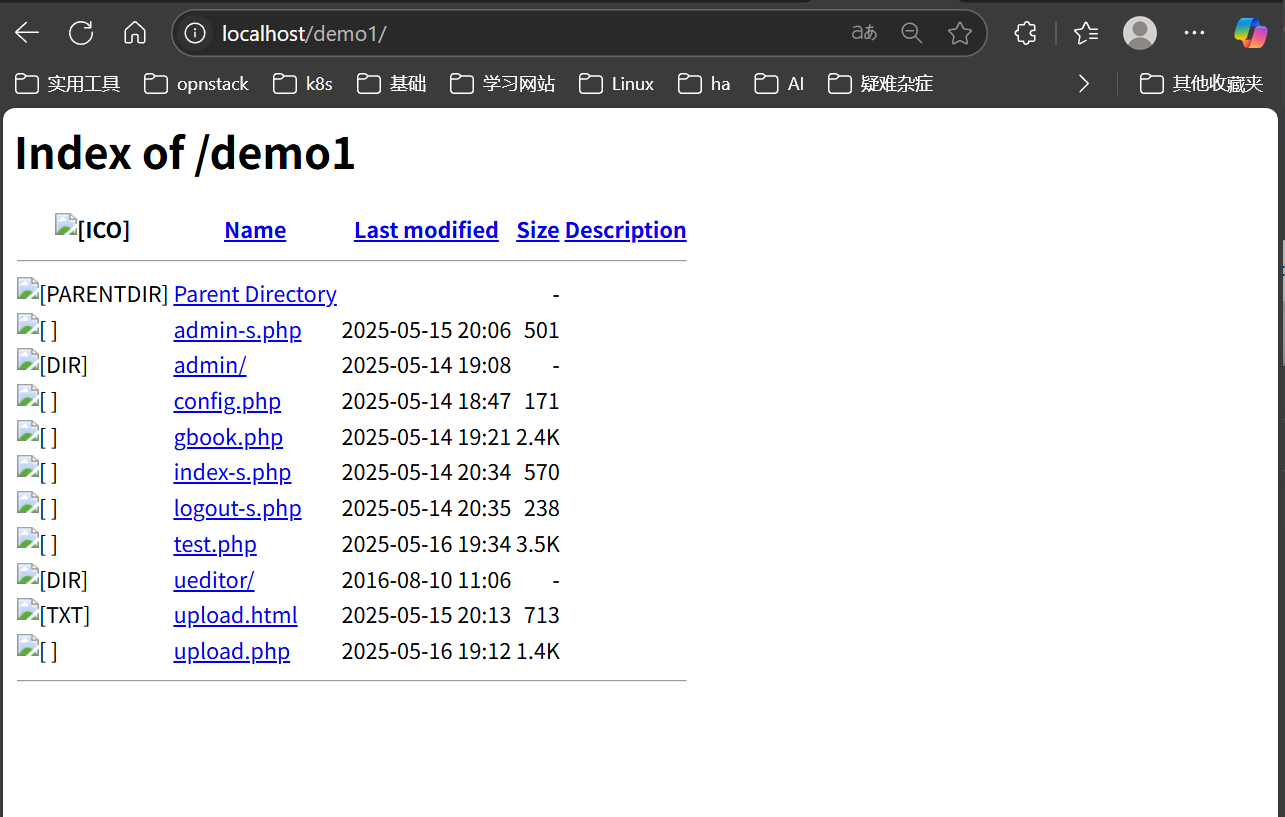 localhost/demo1/ aあ
实用工具 opnstack k8s 基础 学习网站 Linux ha AI 疑难杂症 其他收藏夹
Index of /demo1
[ICO] Name Last modified Size Description
[PARENTDIR] Parent Directory -
[ ] admin-s.php 2025-05-15 20:06 501
[DIR] admin/ 2025-05-14 19:08 -
[ ] config.php 2025-05-14 18:47 171
[ ] gbook.php 2025-05-14 19:21 2.4K
[ ] index-s.php 2025-05-14 20:34 570
[ ] logout-s.php 2025-05-14 20:35 238
[ ] test.php 2025-05-16 19:34 3.5K
[DIR] ueditor/ 2016-08-10 11:06 -
[TXT] upload.html 2025-05-15 20:13 713
[ ] upload.php 2025-05-16 19:12 1.4K